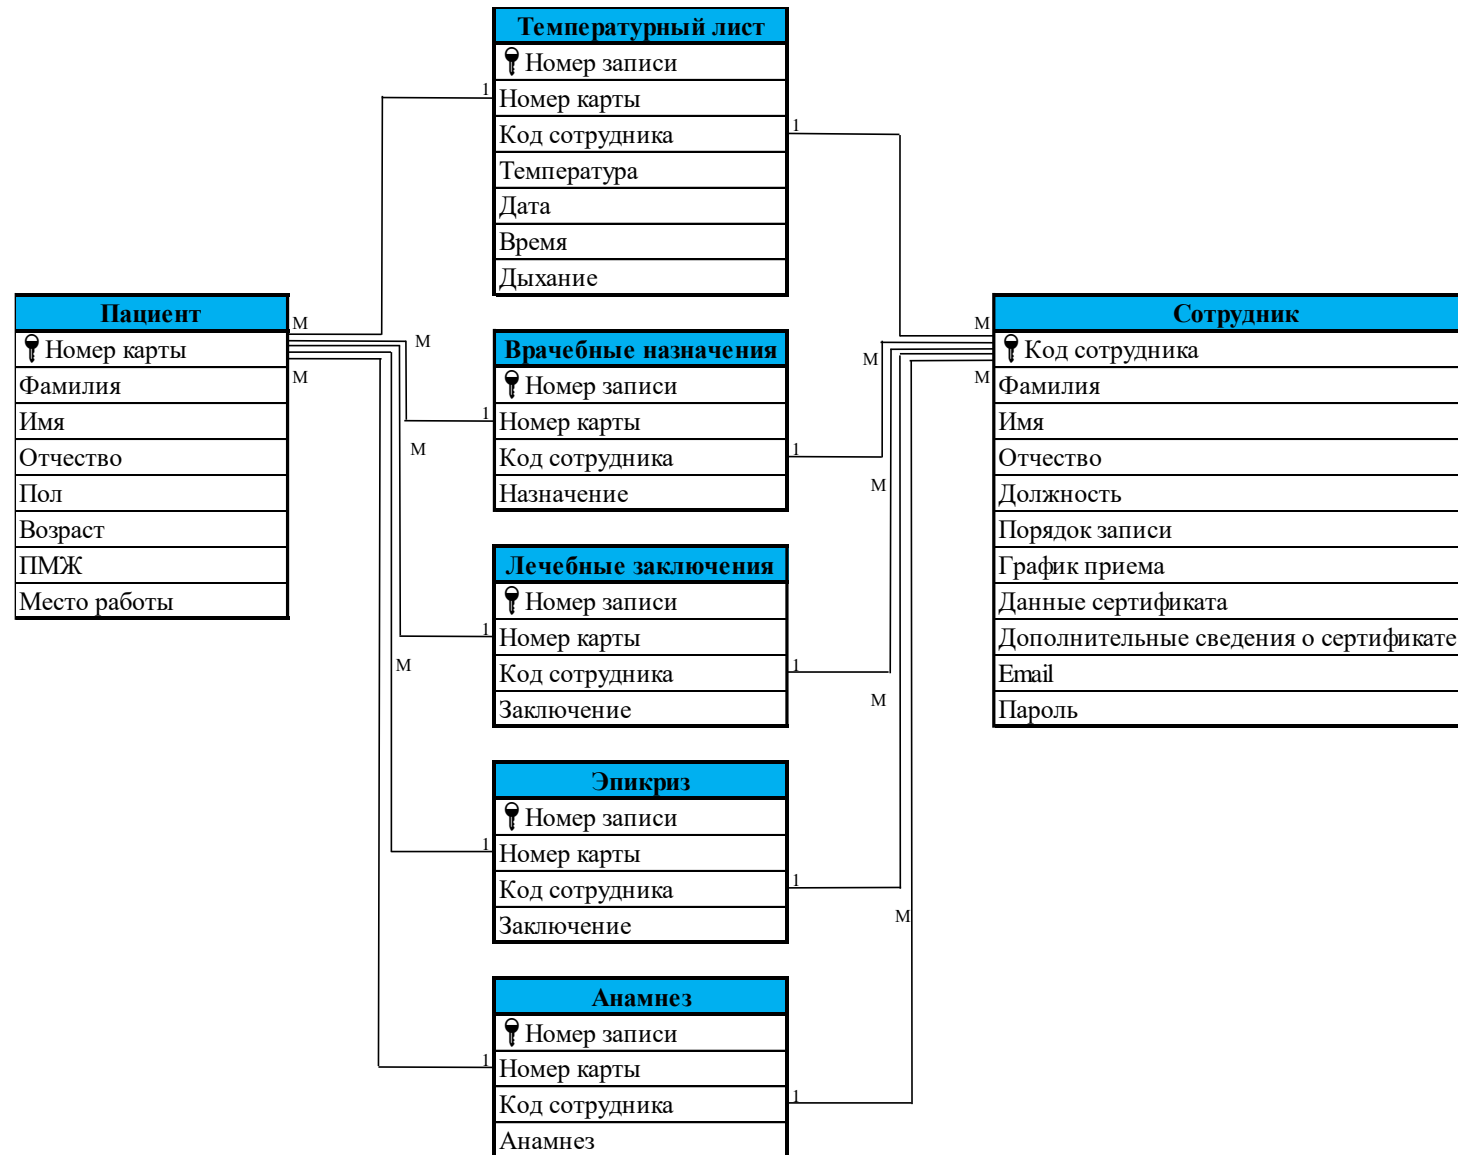 Температурный лист
Номер записи
Номер карты
Код сотрудника
Температура
Дата
Время
Дыхание
1
1
Пациент
Номер карты
Фамилия
Имя
Отчество
Пол
Возраст
ПМЖ
Место работы
М
М
М
М
М
Врачебные назначения
Номер записи
Номер карты
Код сотрудника
Назначение
1
1
Лечебные заключения
Номер записи
Номер карты
Код сотрудника
Заключение
1
1
Эпикриз
Номер записи
Номер карты
Код сотрудника
Заключение
1
1
Анамнез
Номер записи
Номер карты
Код сотрудника
Анамнез
1
1
М
М
М
М
М
М
Сотрудник
Код сотрудника
Фамилия
Имя
Отчество
Должность
Порядок записи
График приема
Данные сертификата
Дополнительные сведения о сертификате
Email
Пароль